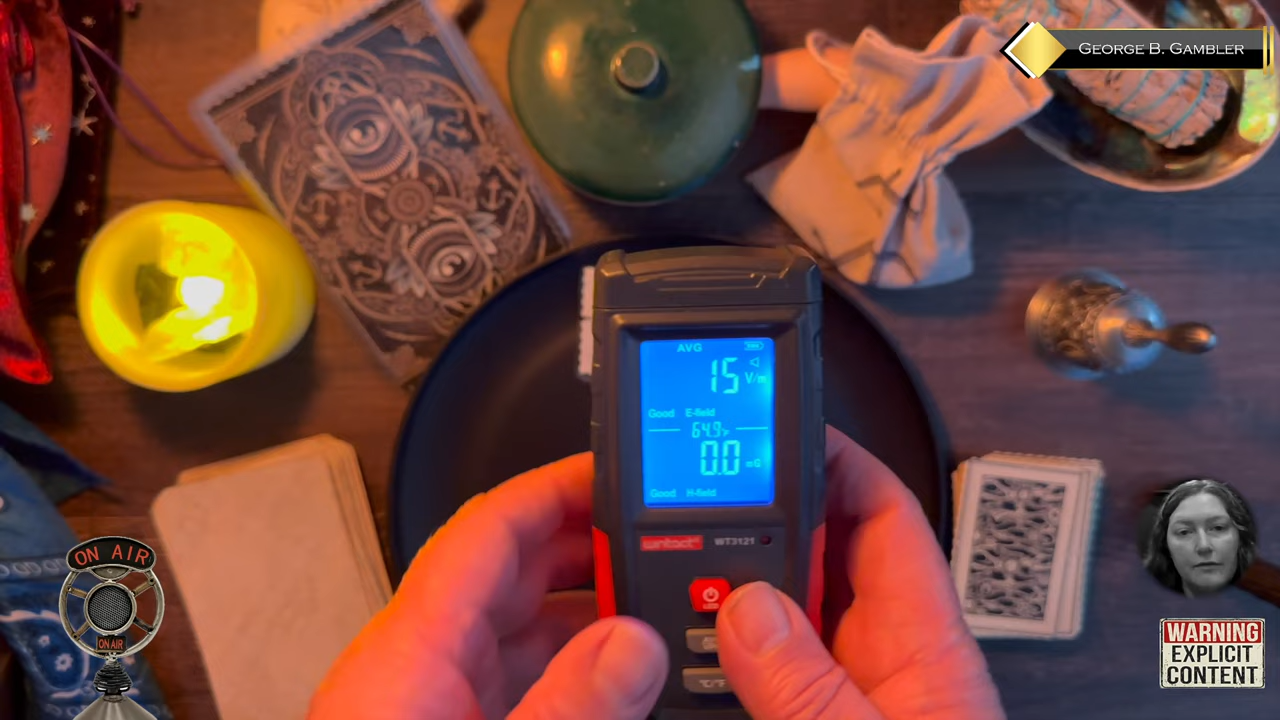 GEORGE B. GAMBLER
AVG
15 V/m
Good E-field
64.9
0.0 mG
Good H-field
wintact
WT3121
ON AIR
ON AIR
°C/°F
WARNING
EXPLICIT
CONTENT